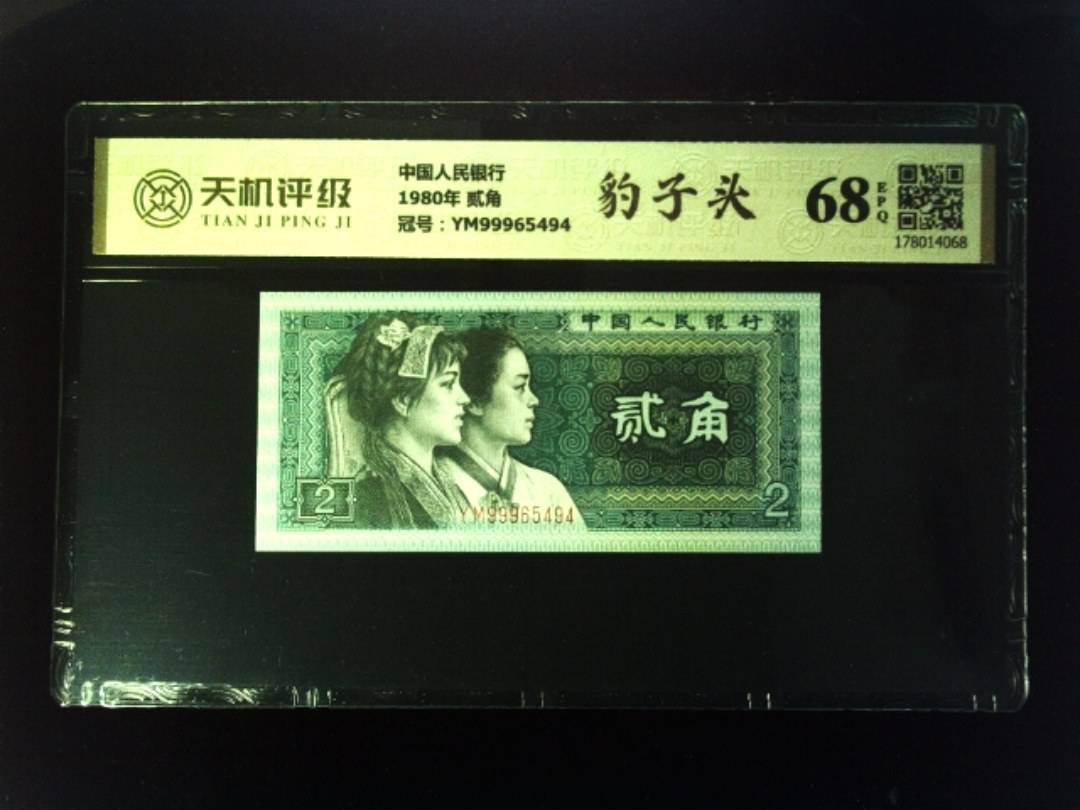 天机评级
TIAN JI PING JI
中国人民银行
1980年 贰角
冠号：YM99965494
豹子头
68
EPQ
178014068
中国人民银行
贰角
2
YM99965494
2